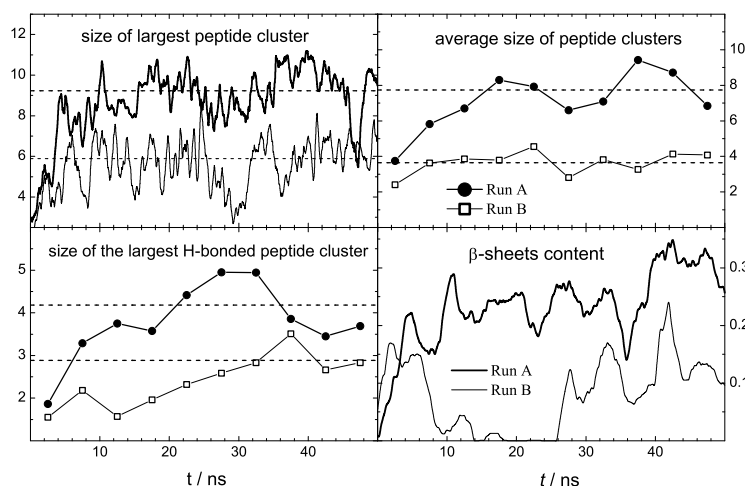 size of largest peptide cluster
12
10
8
6
4
average size of peptide clusters
10
8
6
4
2
Run A
Run B
size of the largest H-bonded peptide cluster
5
4
3
2
10 20 30 40
t / ns
β-sheets content
0.3
0.2
0.1
Run A
Run B
10 20 30 40
t / ns